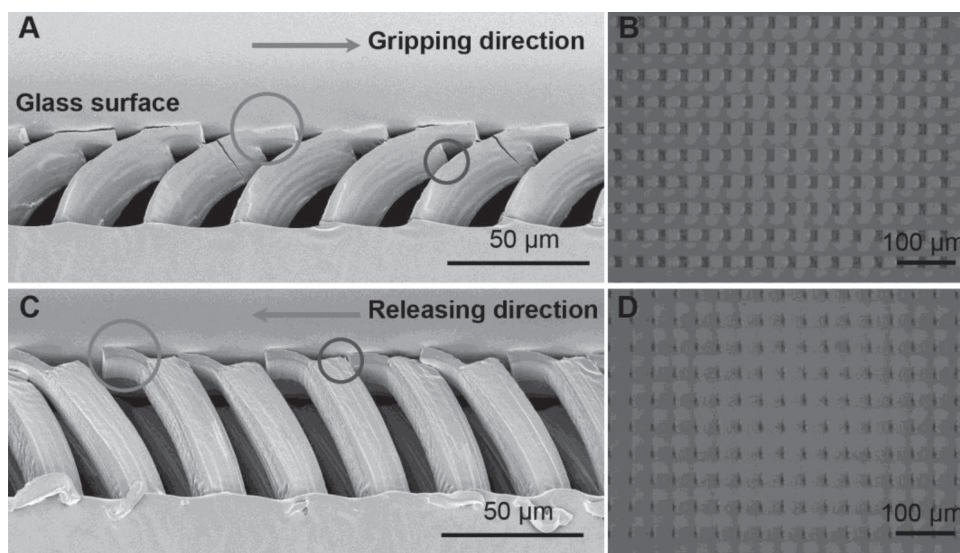 A
Gripping direction
Glass surface
50 µm
B
100 µm
C
Releasing direction
50 µm
D
100 µm